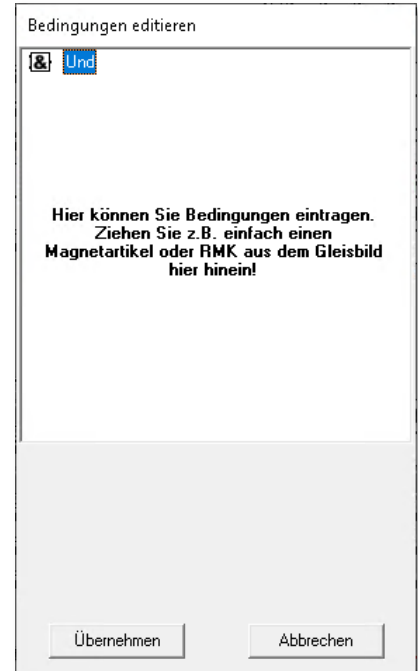 Bedingungen editieren
& Und
Hier können Sie Bedingungen eintragen.
Ziehen Sie z.B. einfach einen
Magnetartikel oder RMK aus dem Gleisbild
hier hinein!
Übernehmen Abbrechen